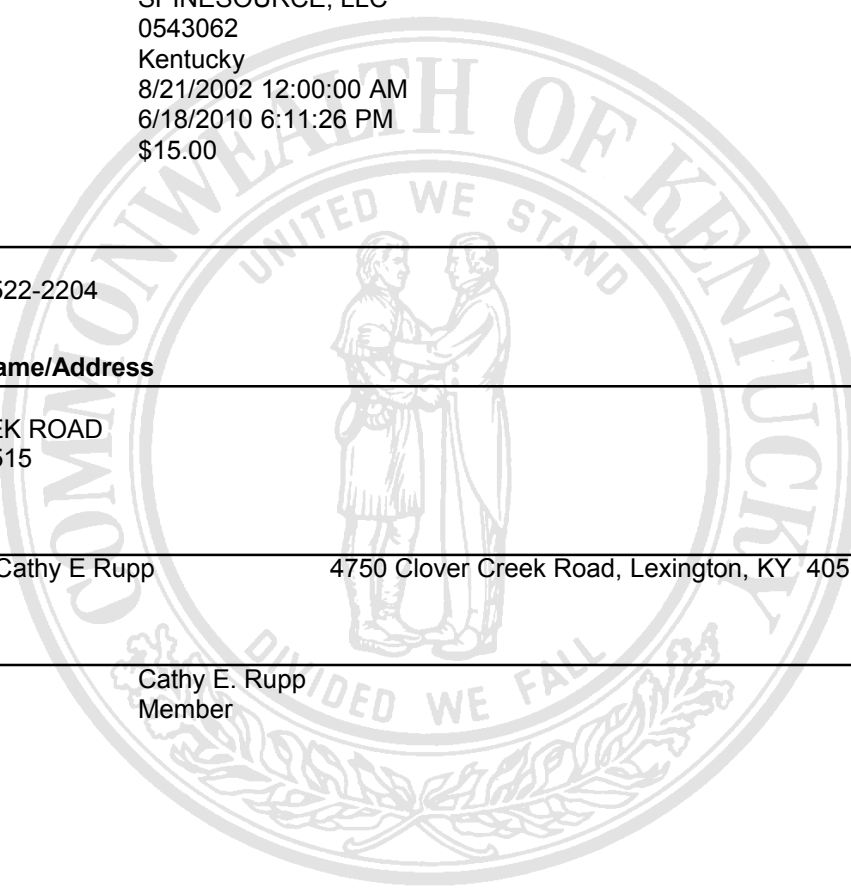 SPINESOURCE, LLC
0543062
Kentucky
8/21/2002 12:00:00 AM
6/18/2010 6:11:26 PM
$15.00
522-2204
ame/Address
EK ROAD
515
Cathy E Rupp 4750 Clover Creek Road, Lexington, KY 405
Cathy E. Rupp
Member
COMMONWEALTH OF KENTUCKY
UNITED WE STAND
DIVIDED WE FALL